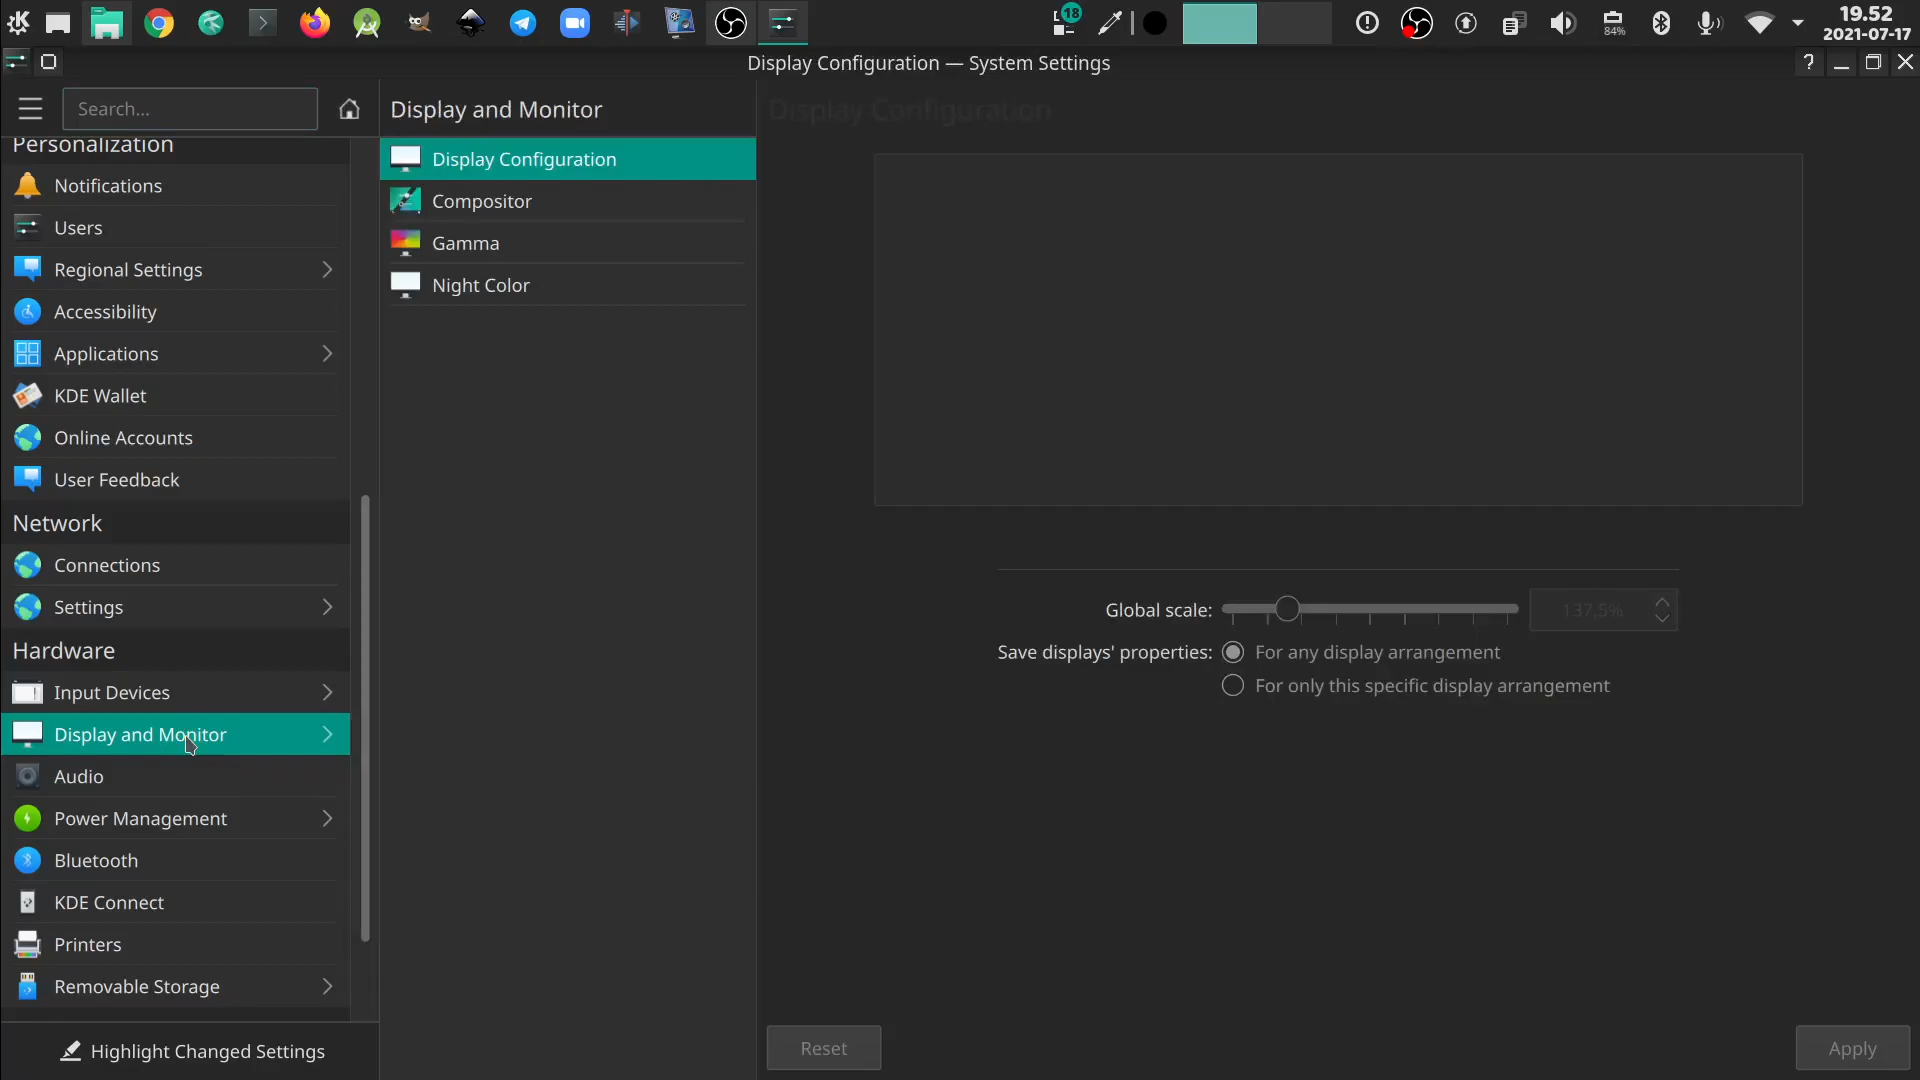 18
84%
19.52
2021-07-17
Display Configuration — System Settings
?
Search...
Display and Monitor
Display Configuration
Personalization
Notifications
Users
Regional Settings
Accessibility
Applications
KDE Wallet
Online Accounts
User Feedback
Network
Connections
Settings
Hardware
Input Devices
Display and Monitor
Audio
Power Management
Bluetooth
KDE Connect
Printers
Removable Storage
Highlight Changed Settings
Display Configuration
Compositor
Gamma
Night Color
Global scale:
137,5%
Save displays' properties:
For any display arrangement
For only this specific display arrangement
Reset
Apply